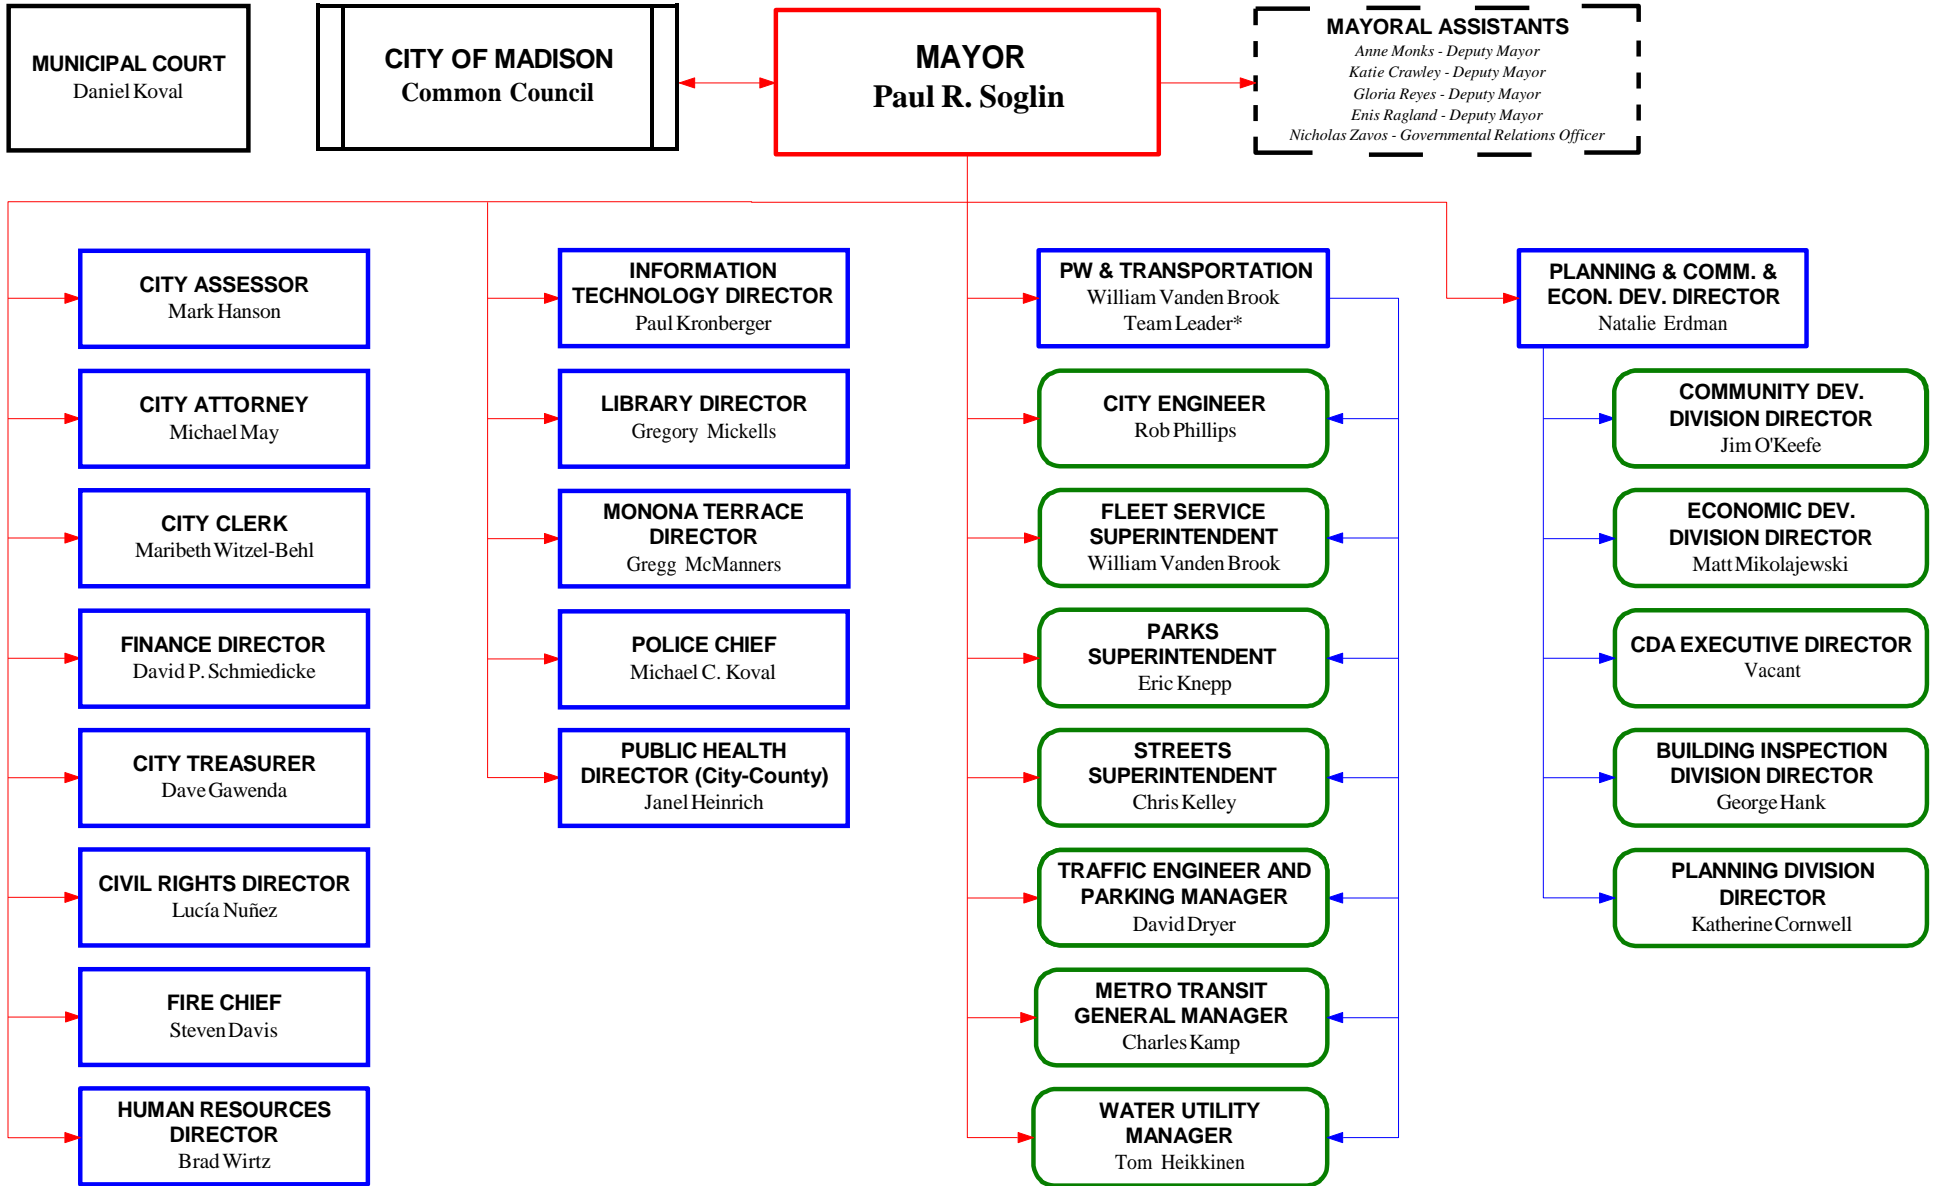 MUNICIPAL COURT
Daniel Koval
CITY OF MADISON
Common Council
MAYOR
Paul R. Soglin
MAYORAL ASSISTANTS
Anne Monks - Deputy Mayor
Katie Crawley - Deputy Mayor
Gloria Reyes - Deputy Mayor
Enis Ragland - Deputy Mayor
Nicholas Zavos - Governmental Relations Officer
CITY ASSESSOR
Mark Hanson
CITY ATTORNEY
Michael May
CITY CLERK
Maribeth Witzel-Behl
FINANCE DIRECTOR
David P. Schmiedicke
CITY TREASURER
Dave Gawenda
CIVIL RIGHTS DIRECTOR
Lucía Nuñez
FIRE CHIEF
Steven Davis
HUMAN RESOURCES
DIRECTOR
Brad Wirtz
INFORMATION
TECHNOLOGY DIRECTOR
Paul Kronberger
LIBRARY DIRECTOR
Gregory Mickells
MONONA TERRACE
DIRECTOR
Gregg McManners
POLICE CHIEF
Michael C. Koval
PUBLIC HEALTH
DIRECTOR (City-County)
Janel Heinrich
PW & TRANSPORTATION
William Vanden Brook
Team Leader*
CITY ENGINEER
Rob Phillips
FLEET SERVICE
SUPERINTENDENT
William Vanden Brook
PARKS
SUPERINTENDENT
Eric Knepp
STREETS
SUPERINTENDENT
Chris Kelley
TRAFFIC ENGINEER AND
PARKING MANAGER
David Dryer
METRO TRANSIT
GENERAL MANAGER
Charles Kamp
WATER UTILITY
MANAGER
Tom Heikkinen
PLANNING & COMM. &
ECON. DEV. DIRECTOR
Natalie Erdman
COMMUNITY DEV.
DIVISION DIRECTOR
Jim O'Keefe
ECONOMIC DEV.
DIVISION DIRECTOR
Matt Mikolajewski
CDA EXECUTIVE DIRECTOR
Vacant
BUILDING INSPECTION
DIVISION DIRECTOR
George Hank
PLANNING DIVISION
DIRECTOR
Katherine Cornwell